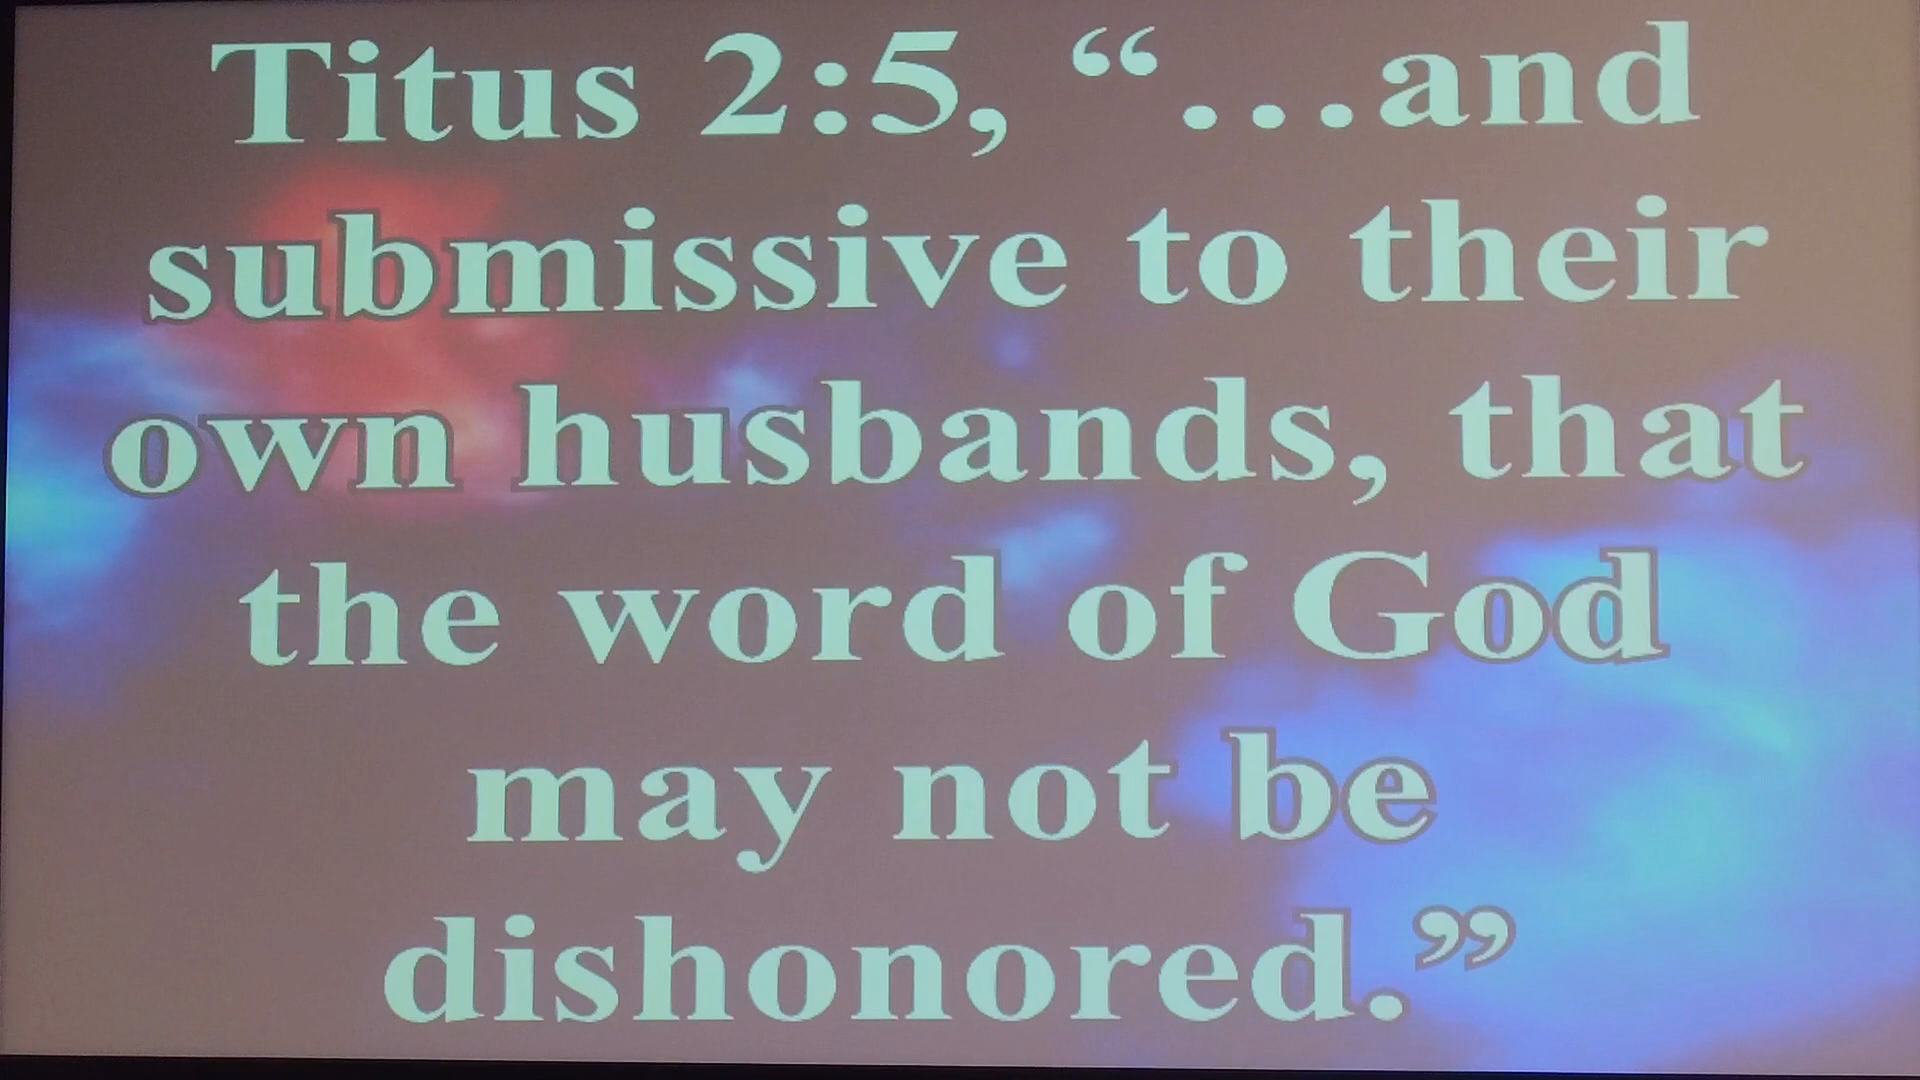 Titus 2:5, “…and
submissive to their
own husbands, that
the word of God
may not be
dishonored.”